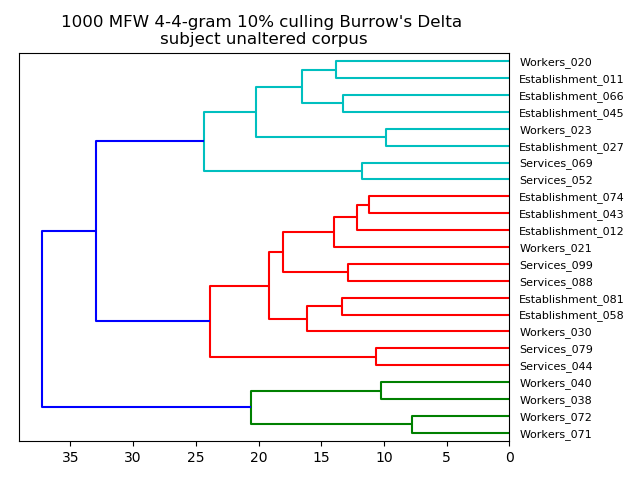 1000 MFW 4-4-gram 10% culling Burrow's Delta
subject unaltered corpus
Workers_020
Establishment_011
Establishment_066
Establishment_045
Workers_023
Establishment_027
Services_069
Services_052
Establishment_074
Establishment_043
Establishment_012
Workers_021
Services_099
Services_088
Establishment_081
Establishment_058
Workers_030
Services_079
Services_044
Workers_040
Workers_038
Workers_072
Workers_071
35 30 25 20 15 10 5 0